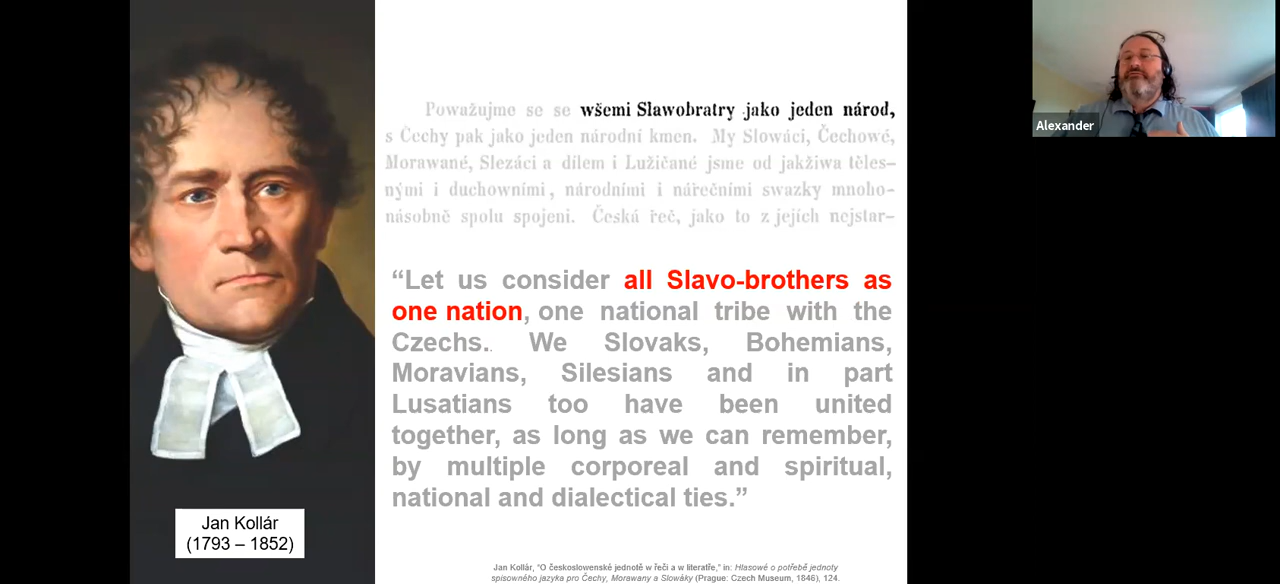 Powažujme se se wšemi Slawobratry jako jeden národ,
s Čechy pak jako jeden národní kmen. My Slowáci, Čechowé,
Morawané, Slezáci a dílem i Lužičané jsme od jakžiwa těles-
nými i duchowními, národními i nářečními swazky mnoho-
násobně spolu spojeni. Česká řeč, jako to z jejích nejstar-
“Let us consider all Slavo-brothers as
one nation, one national tribe with the
Czechs.. We Slovaks, Bohemians,
Moravians, Silesians and in part
Lusatians too have been united
together, as long as we can remember,
by multiple corporeal and spiritual,
national and dialectical ties.”
Jan Kollár
(1793 – 1852)
Jan Kollár, "O československé jednotě w řeči a w literatře," in: Hlasowé o potřebě jednoty
spisowného jazyka pro Čechy, Morawany a Slowáky (Prague: Czech Museum, 1846), 124.
Alexander